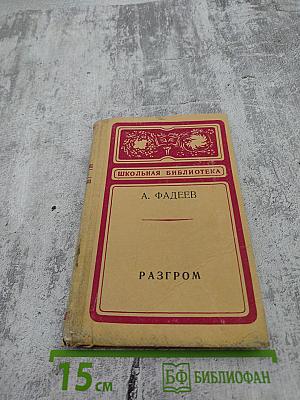 ШКОЛЬНАЯ БИБЛИОТЕКА
А. ФАДЕЕВ
РАЗГРОМ
15 см
БФ БИБЛИОФАН